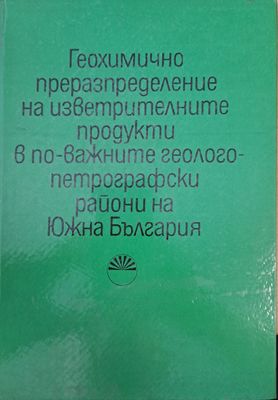 Геохимично
преразпределение
на изветрителните
продукти
в по-важните геолого-
петрографски
райони на
Южна България